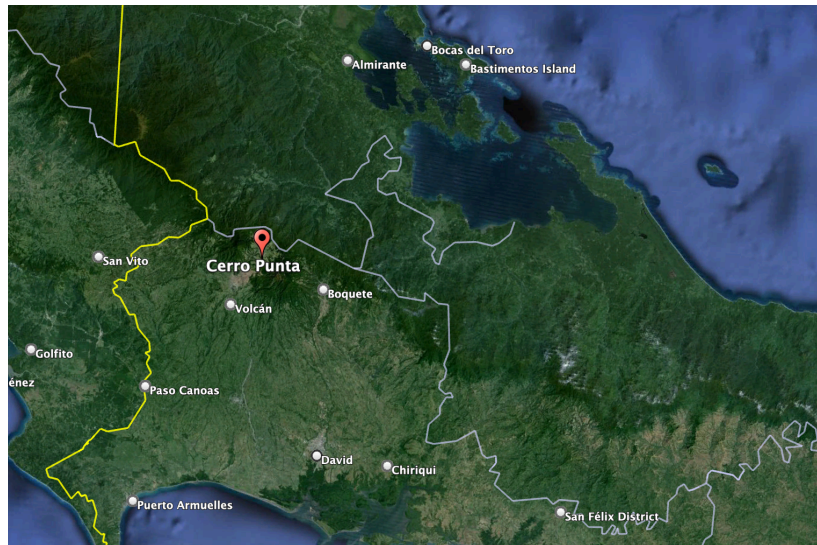 Bocas del Toro
Almirante
Bastimentos Island
San Vito
Cerro Punta
Boquete
Volcán
Golfito
énez
Paso Canoas
David
Chiriqui
Puerto Armuelles
San Félix District